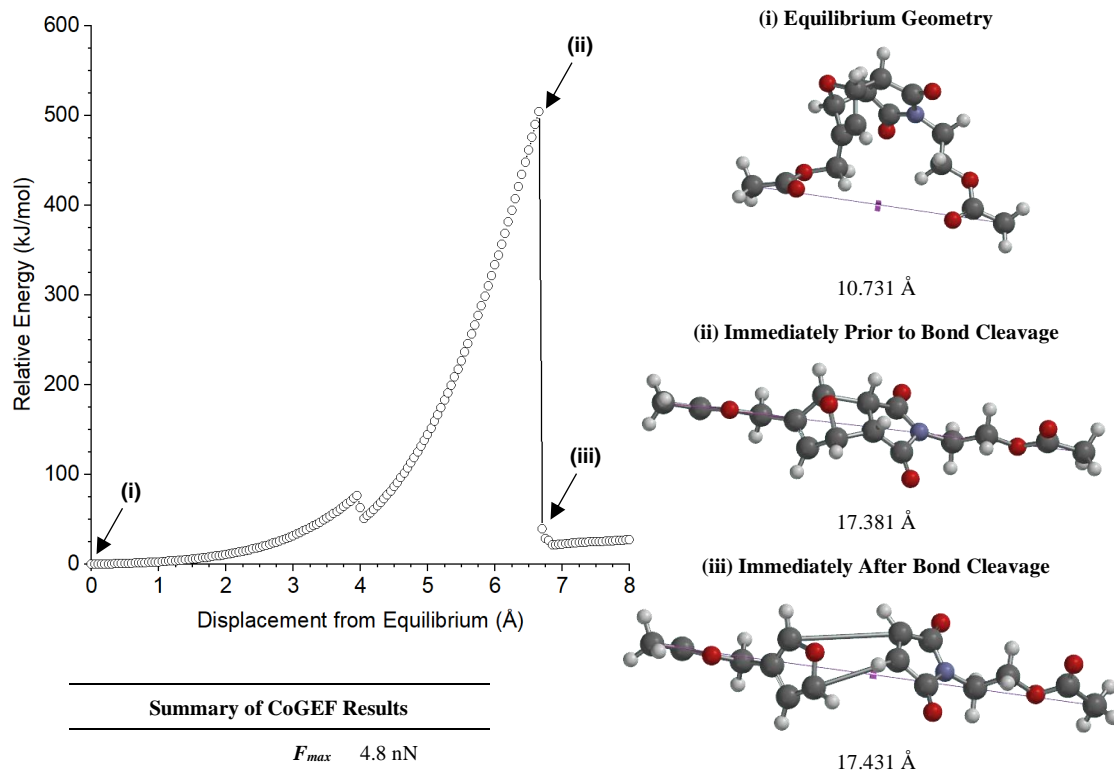 600
500
400
300
200
100
0
Relative Energy (kJ/mol)
0 1 2 3 4 5 6 7 8
Displacement from Equilibrium (Å)
(i)
(ii)
(iii)
Summary of CoGEF Results
Fmax 4.8 nN
(i) Equilibrium Geometry
10.731 Å
(ii) Immediately Prior to Bond Cleavage
17.381 Å
(iii) Immediately After Bond Cleavage
17.431 Å